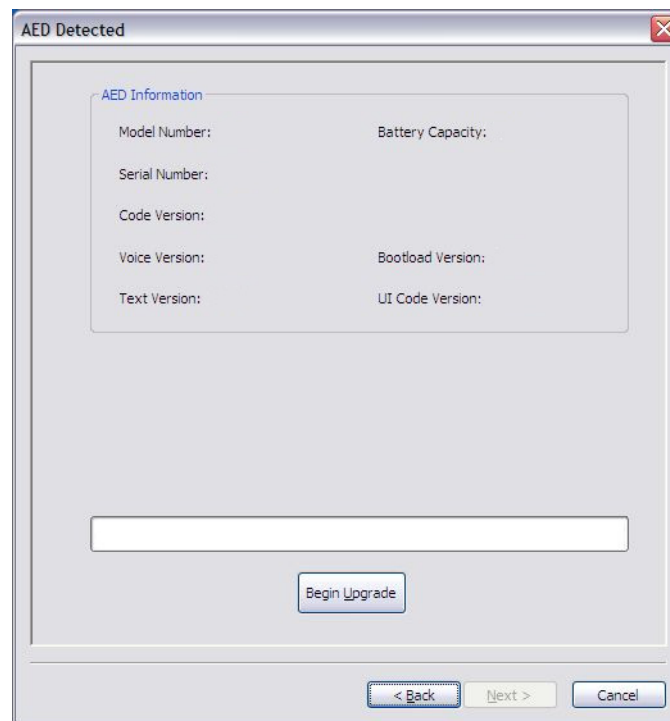 AED Detected
AED Information
Model Number: Battery Capacity:
Serial Number:
Code Version:
Voice Version: Bootload Version:
Text Version: UI Code Version:
Begin Upgrade
< Back Next > Cancel